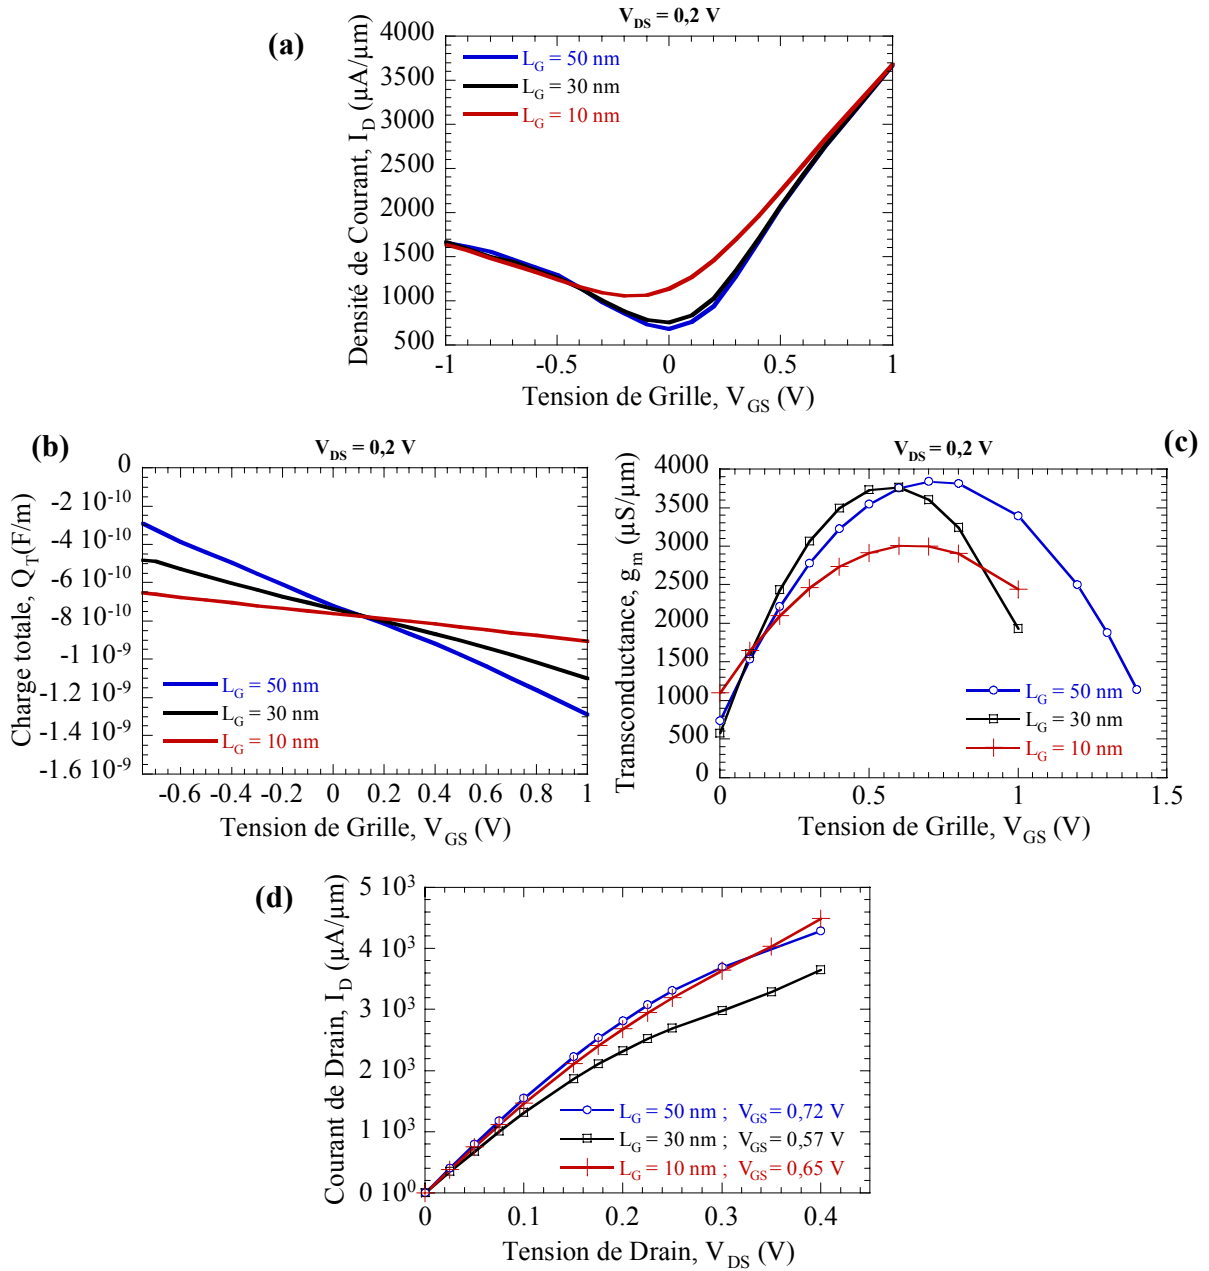 V_DS = 0,2 V
(a)
Densité de Courant, I_D (µA/µm)
4000
3500
3000
2500
2000
1500
1000
500
L_G = 50 nm
L_G = 30 nm
L_G = 10 nm
-1 -0.5 0 0.5 1
Tension de Grille, V_GS (V)
(b)
V_DS = 0,2 V
Charge totale, Q_T(F/m)
0
-2 10^-10
-4 10^-10
-6 10^-10
-8 10^-10
-1 10^-9
-1.2 10^-9
-1.4 10^-9
-1.6 10^-9
L_G = 50 nm
L_G = 30 nm
L_G = 10 nm
-0.6 -0.4 -0.2 0 0.2 0.4 0.6 0.8 1
Tension de Grille, V_GS (V)
(c)
V_DS = 0,2 V
Transconductance, g_m (µS/µm)
4000
3500
3000
2500
2000
1500
1000
500
0
L_G = 50 nm
L_G = 30 nm
L_G = 10 nm
0 0.5 1 1.5
Tension de Grille, V_GS (V)
(d)
Courant de Drain, I_D (µA/µm)
5 10^3
4 10^3
3 10^3
2 10^3
1 10^3
0 10^0
L_G = 50 nm ; V_GS = 0,72 V
L_G = 30 nm ; V_GS = 0,57 V
L_G = 10 nm ; V_GS = 0,65 V
0 0.1 0.2 0.3 0.4
Tension de Drain, V_DS (V)